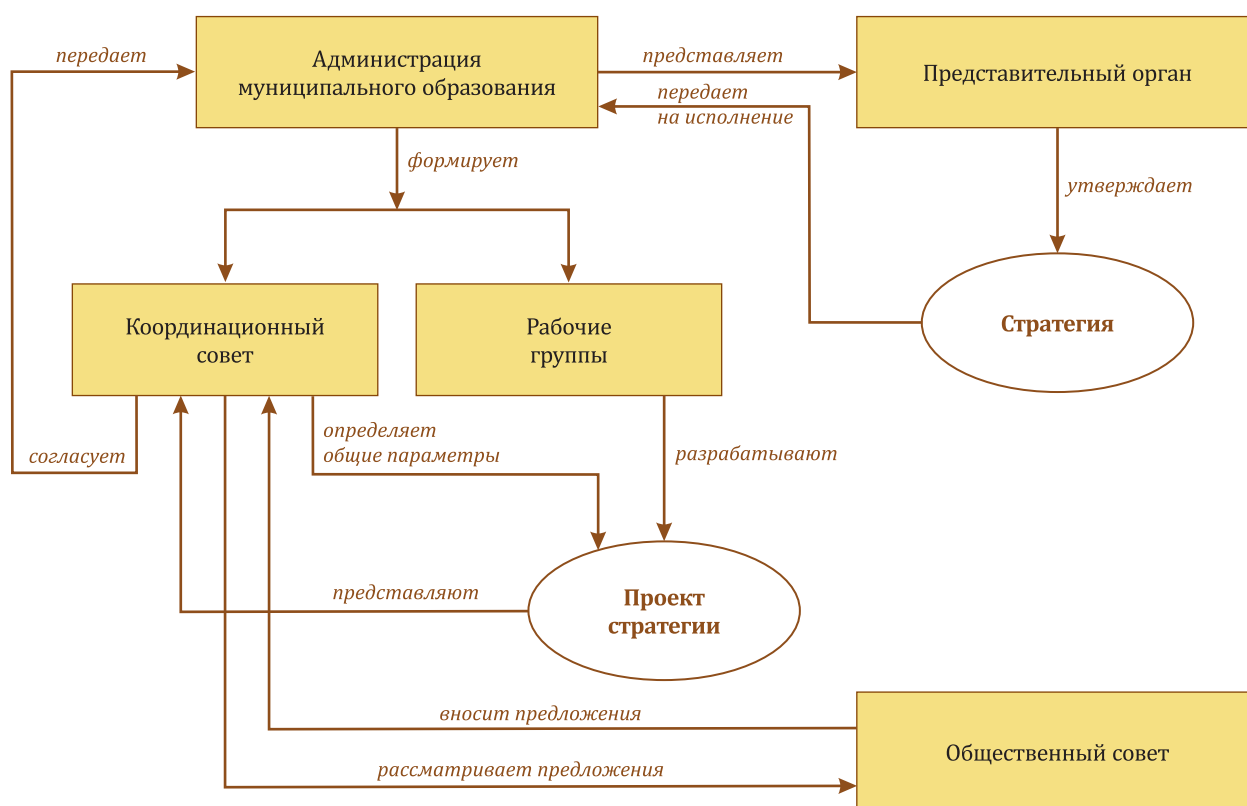 передает
Администрация
муниципального образования
представляет
Представительный орган
передает
на исполнение
формирует
утверждает
Координационный
совет
Рабочие
группы
Стратегия
согласует
определяет
общие параметры
разрабатывают
представляют
Проект
стратегии
вносит предложения
Общественный совет
рассматривает предложения